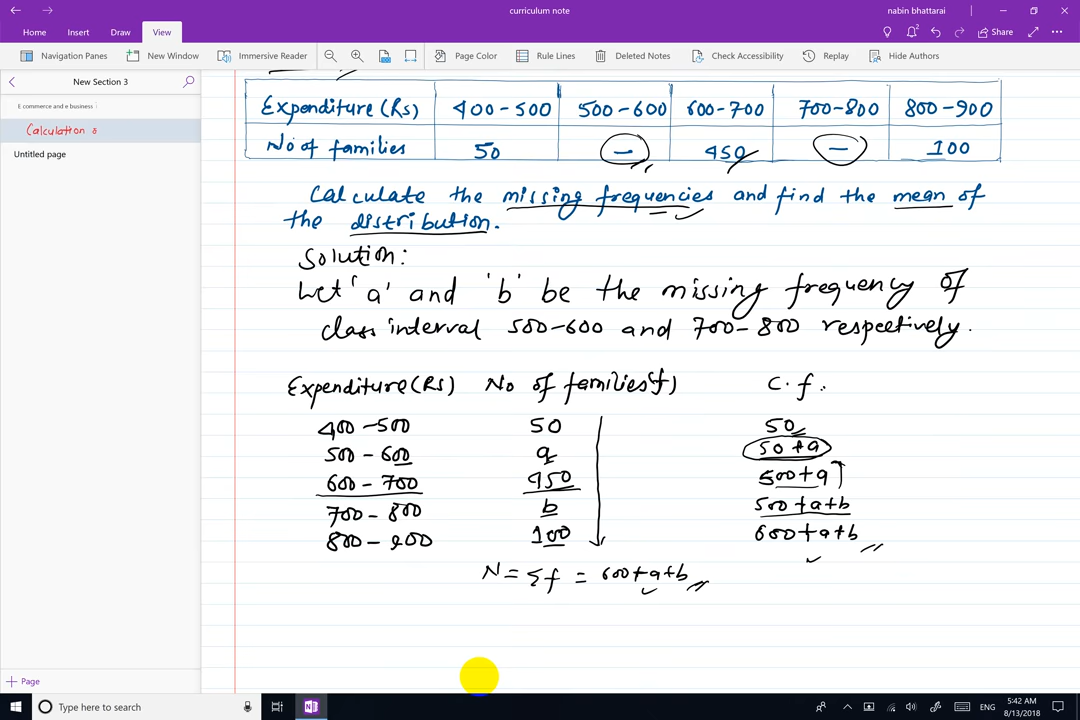 curriculum note
nabin bhattarai
Home Insert Draw View
Share
Navigation Panes New Window Immersive Reader Page Color Rule Lines Deleted Notes Check Accessibility Replay Hide Authors
New Section 3
E commerce and e business
Calculation
Untitled page
Expenditure (Rs) 400-500 500-600 600-700 700-800 800-900
No of families 50 - 450 - 100
Calculate the missing frequencies and find the mean of
the distribution.
Solution:
Let 'a' and 'b' be the missing frequency of
class interval 500-600 and 700-800 respectively.
Expenditure (Rs) No of families (f) C.f.
400-500 50 50
500-600 a 50+a
600-700 450 500+a
700-800 b 500+a+b
800-900 100 600+a+b
N = Σf = 600+a+b
+ Page
Type here to search
ENG
5:42 AM
8/13/2018